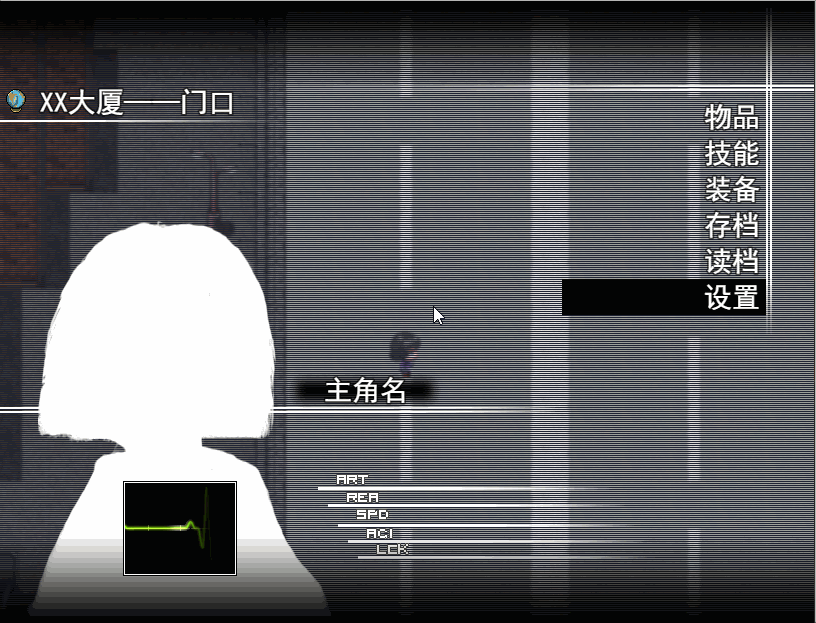 XX大厦——门口
物品
技能
装备
存档
读档
设置
主角名
ART
REA
SPD
ACI
LCK